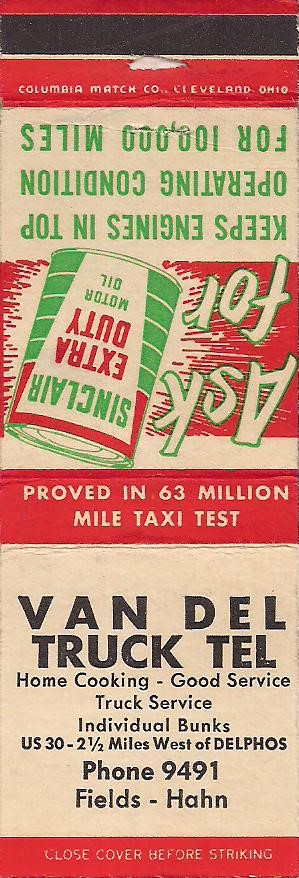 COLUMBIA MATCH CO., CLEVELAND, OHIO
Ask
for
SINCLAIR
EXTRA
DUTY
MOTOR
OIL
KEEPS ENGINES IN TOP
OPERATING CONDITION
FOR 100,000 MILES
PROVED IN 63 MILLION
MILE TAXI TEST
VAN DEL
TRUCK TEL
Home Cooking - Good Service
Truck Service
Individual Bunks
US 30 - 2½ Miles West of DELPHOS
Phone 9491
Fields - Hahn
CLOSE COVER BEFORE STRIKING